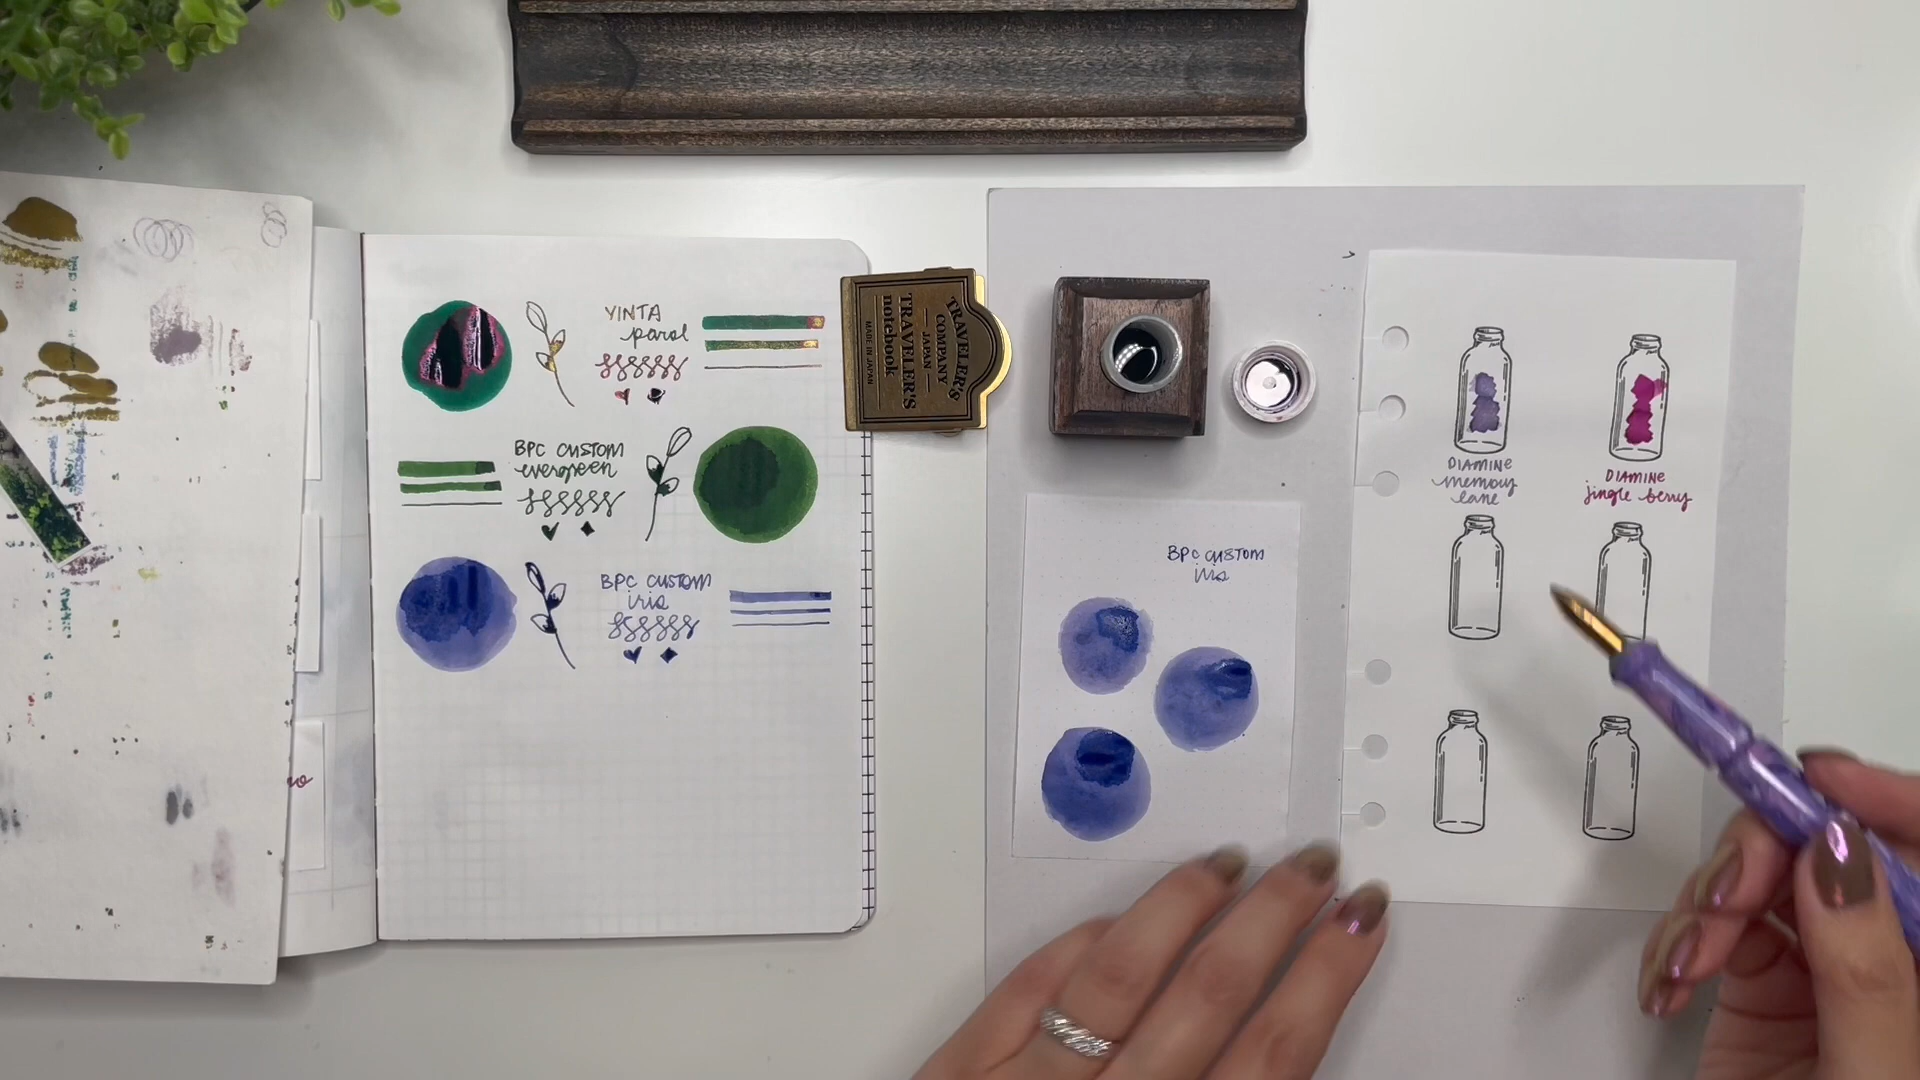 YINTA
parol
BPC CUSTOM
evergreen
BPC CUSTOM
iris
TRAVELER'S
COMPANY
JAPAN
TRAVELER'S
notebook
MADE IN JAPAN
BPC CUSTOM
iris
DIAMINE
memory
lane
DIAMINE
jingle berry